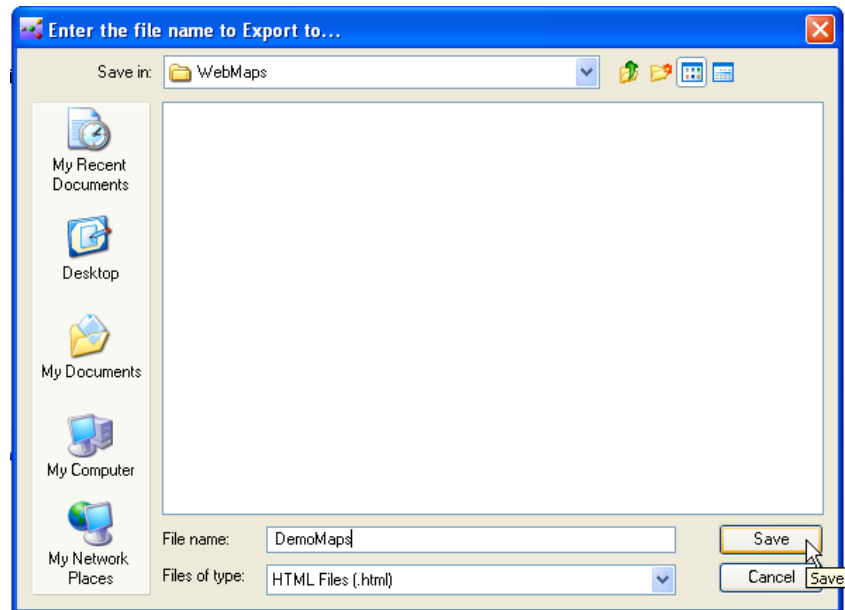 Enter the file name to Export to...
Save in:
WebMaps
My Recent
Documents
Desktop
My Documents
My Computer
My Network
Places
File name:
DemoMaps
Save
Files of type:
HTML Files (.html)
Cancel
Save